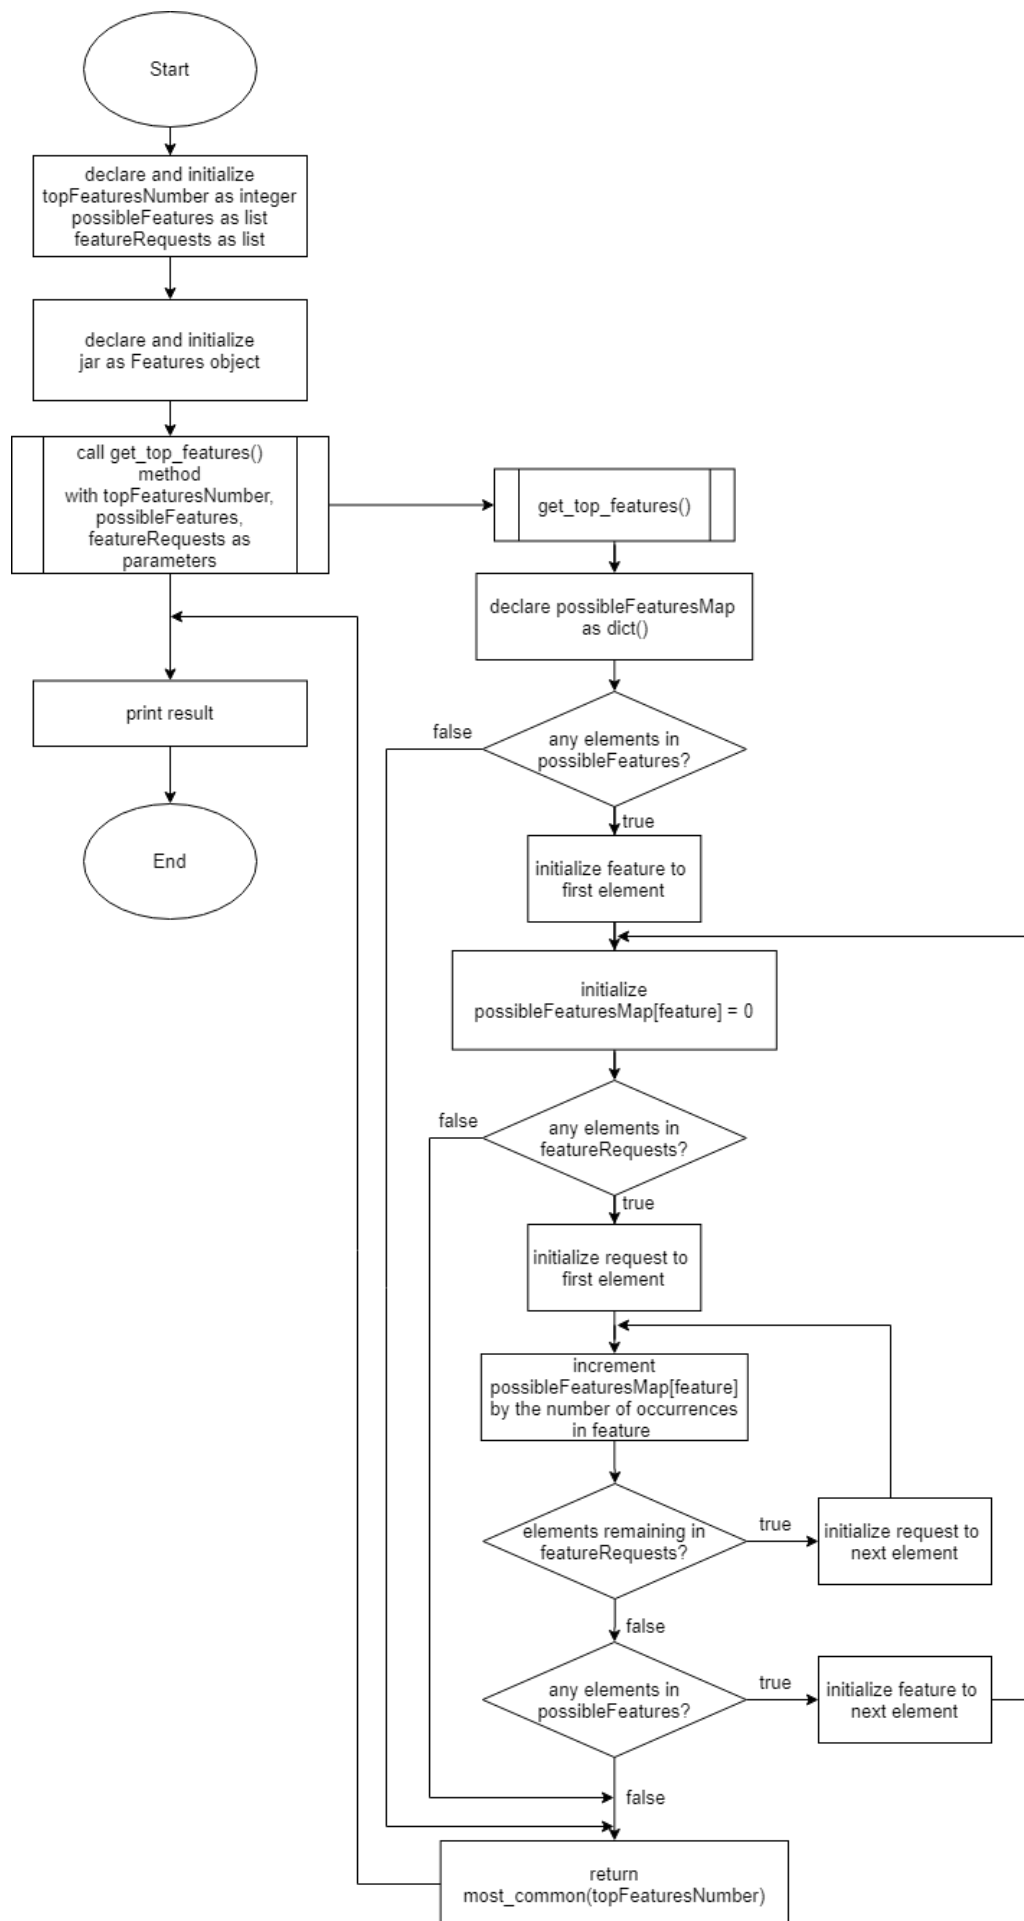 Start
declare and initialize
topFeaturesNumber as integer
possibleFeatures as list
featureRequests as list
declare and initialize
jar as Features object
call get_top_features()
method
with topFeaturesNumber,
possibleFeatures,
featureRequests as
parameters
print result
End
get_top_features()
declare possibleFeaturesMap
as dict()
any elements in
possibleFeatures?
false
true
initialize feature to
first element
initialize
possibleFeaturesMap[feature] = 0
any elements in
featureRequests?
false
true
initialize request to
first element
increment
possibleFeaturesMap[feature]
by the number of occurrences
in feature
elements remaining in
featureRequests?
true
initialize request to
next element
false
any elements in
possibleFeatures?
true
initialize feature to
next element
false
return
most_common(topFeaturesNumber)